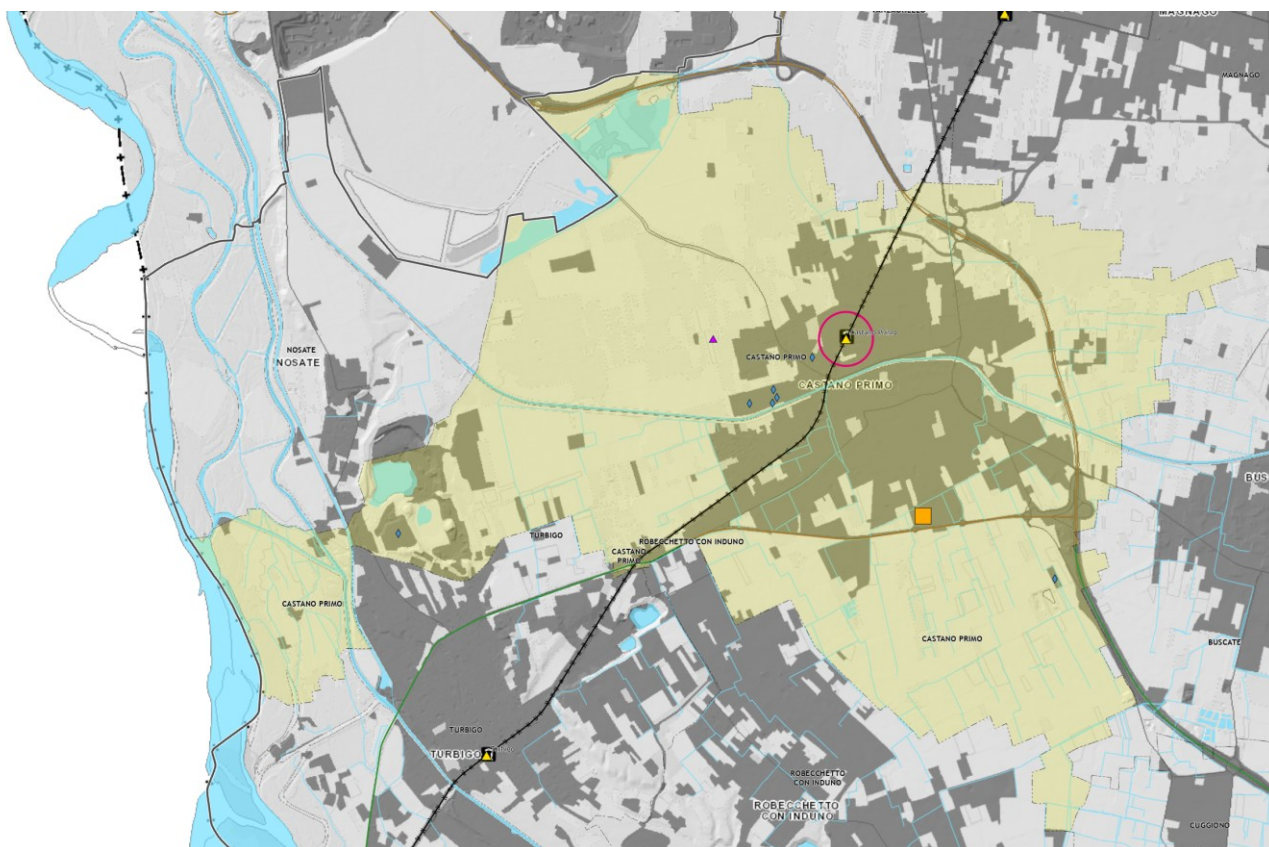 MAGNAGO
MAGNAGO
NOSATE
NOSATE
CASTANO PRIMO
CASTANO PRIMO
BUS
TURBIGO
ROBECCHETTO CON INDUNO
CASTANO
PRIMO
CASTANO PRIMO
CASTANO PRIMO
BUSCATE
TURBIGO
TURBIGO
ROBECCHETTO
CON INDUNO
ROBECCHETTO
CON INDUNO
CUGGIONO